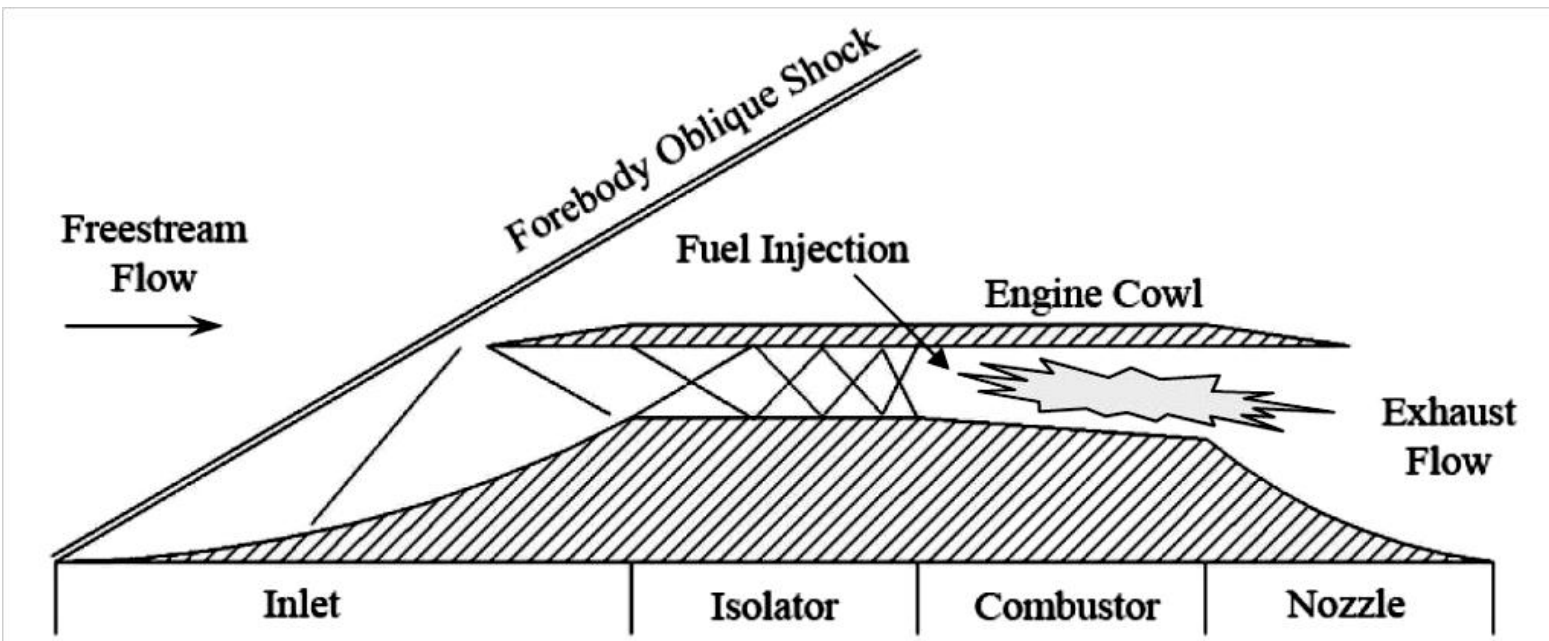 Forebody Oblique Shock
Freestream
Flow
Fuel Injection
Engine Cowl
Exhaust
Flow
Inlet
Isolator
Combustor
Nozzle